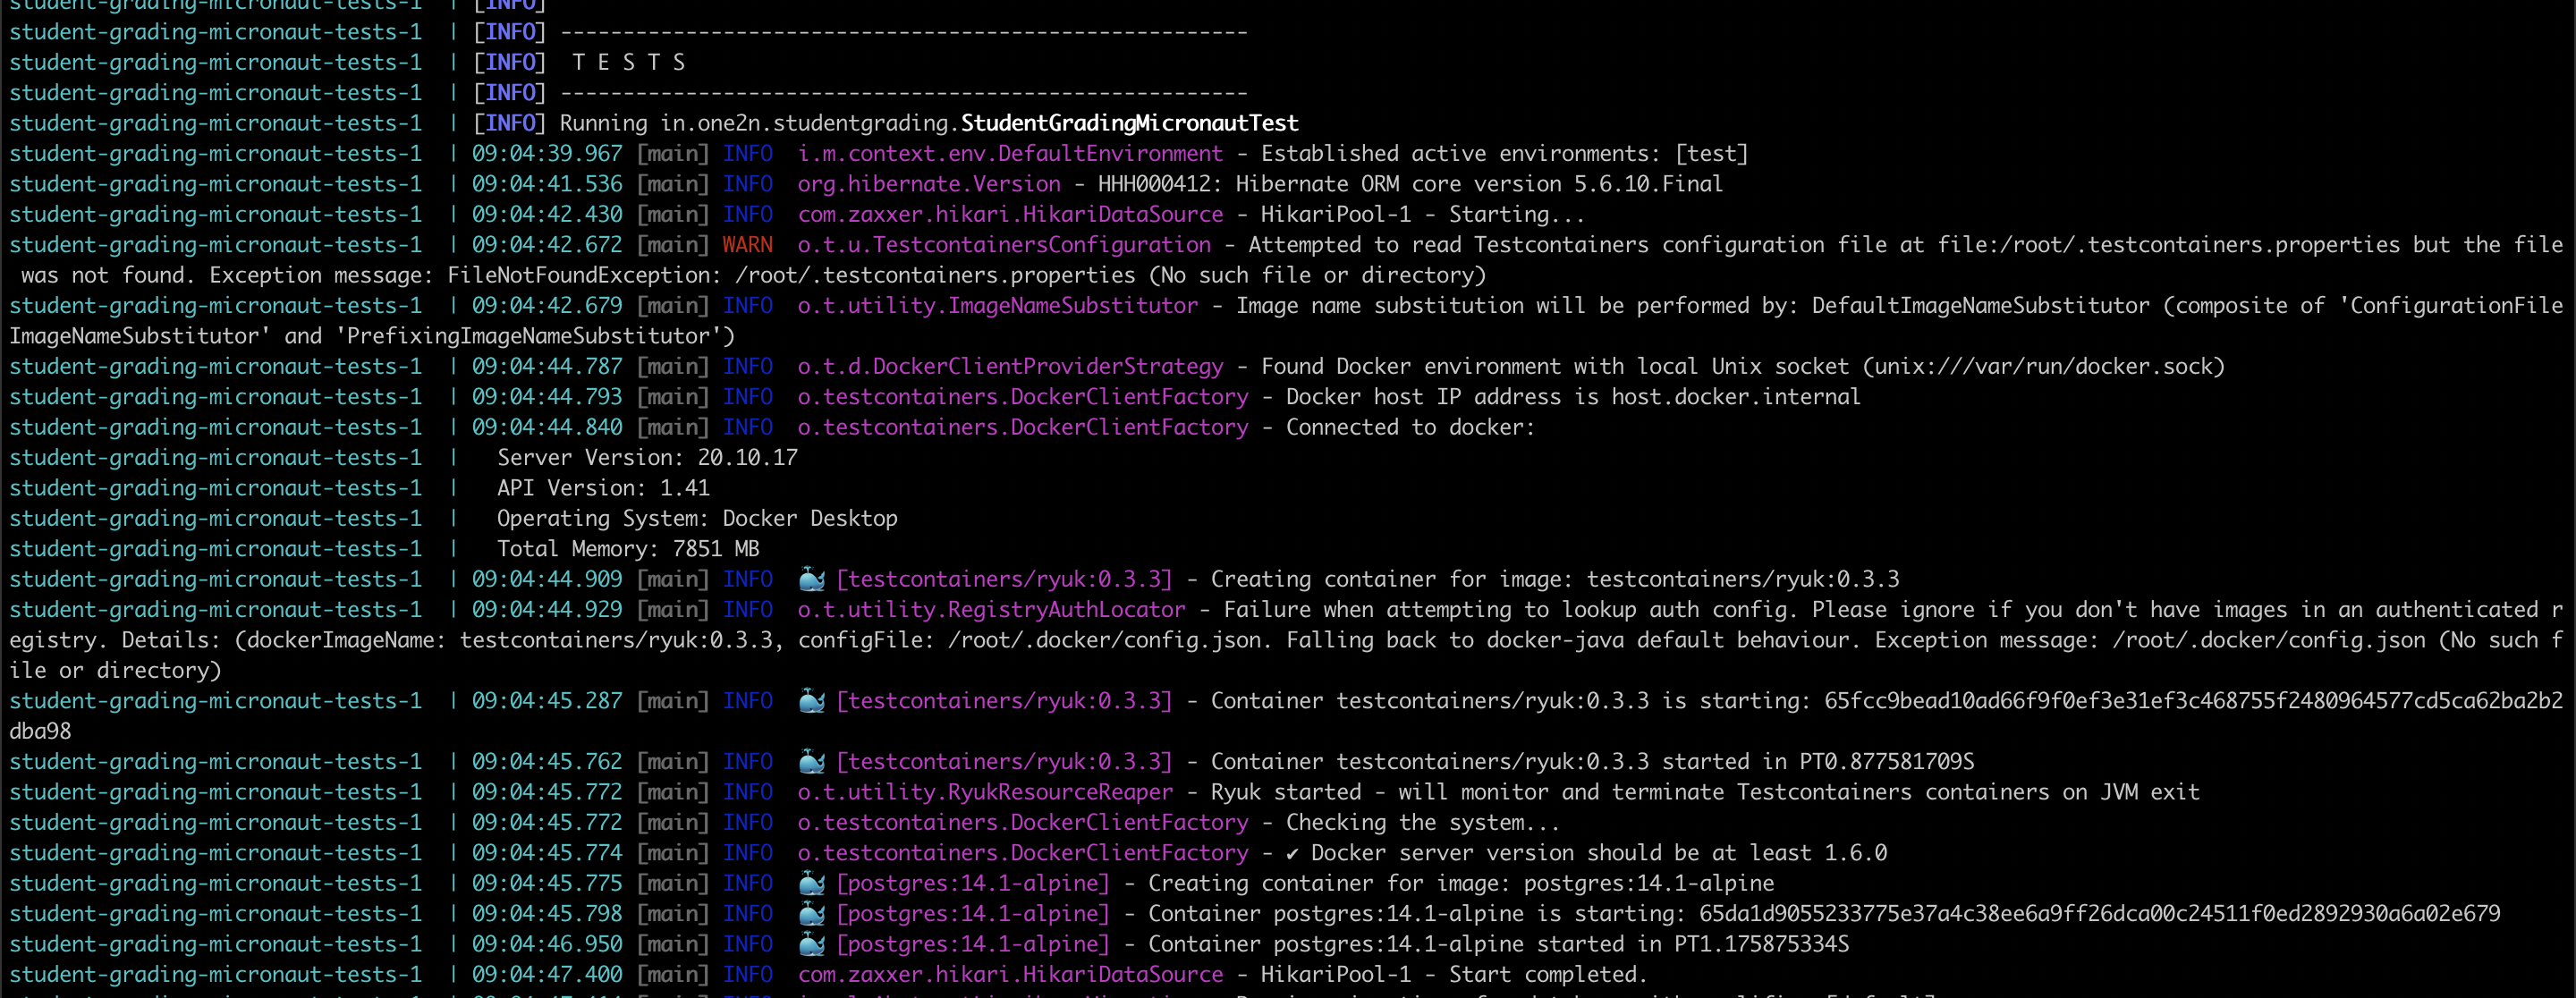 student-grading-micronaut-tests-1  | [INFO]
student-grading-micronaut-tests-1  | [INFO] -------------------------------------------------------
student-grading-micronaut-tests-1  | [INFO]  T E S T S
student-grading-micronaut-tests-1  | [INFO] -------------------------------------------------------
student-grading-micronaut-tests-1  | [INFO] Running in.one2n.studentgrading.StudentGradingMicronautTest
student-grading-micronaut-tests-1  | 09:04:39.967 [main] INFO  i.m.context.env.DefaultEnvironment - Established active environments: [test]
student-grading-micronaut-tests-1  | 09:04:41.536 [main] INFO  org.hibernate.Version - HHH000412: Hibernate ORM core version 5.6.10.Final
student-grading-micronaut-tests-1  | 09:04:42.430 [main] INFO  com.zaxxer.hikari.HikariDataSource - HikariPool-1 - Starting...
student-grading-micronaut-tests-1  | 09:04:42.672 [main] WARN  o.t.u.TestcontainersConfiguration - Attempted to read Testcontainers configuration file at file:/root/.testcontainers.properties but the file
 was not found. Exception message: FileNotFoundException: /root/.testcontainers.properties (No such file or directory)
student-grading-micronaut-tests-1  | 09:04:42.679 [main] INFO  o.t.utility.ImageNameSubstitutor - Image name substitution will be performed by: DefaultImageNameSubstitutor (composite of 'ConfigurationFile
ImageNameSubstitutor' and 'PrefixingImageNameSubstitutor')
student-grading-micronaut-tests-1  | 09:04:44.787 [main] INFO  o.t.d.DockerClientProviderStrategy - Found Docker environment with local Unix socket (unix:///var/run/docker.sock)
student-grading-micronaut-tests-1  | 09:04:44.793 [main] INFO  o.testcontainers.DockerClientFactory - Docker host IP address is host.docker.internal
student-grading-micronaut-tests-1  | 09:04:44.840 [main] INFO  o.testcontainers.DockerClientFactory - Connected to docker:
student-grading-micronaut-tests-1  |   Server Version: 20.10.17
student-grading-micronaut-tests-1  |   API Version: 1.41
student-grading-micronaut-tests-1  |   Operating System: Docker Desktop
student-grading-micronaut-tests-1  |   Total Memory: 7851 MB
student-grading-micronaut-tests-1  | 09:04:44.909 [main] INFO  🐳 [testcontainers/ryuk:0.3.3] - Creating container for image: testcontainers/ryuk:0.3.3
student-grading-micronaut-tests-1  | 09:04:44.929 [main] INFO  o.t.utility.RegistryAuthLocator - Failure when attempting to lookup auth config. Please ignore if you don't have images in an authenticated r
egistry. Details: (dockerImageName: testcontainers/ryuk:0.3.3, configFile: /root/.docker/config.json. Falling back to docker-java default behaviour. Exception message: /root/.docker/config.json (No such f
ile or directory)
student-grading-micronaut-tests-1  | 09:04:45.287 [main] INFO  🐳 [testcontainers/ryuk:0.3.3] - Container testcontainers/ryuk:0.3.3 is starting: 65fcc9bead10ad66f9f0ef3e31ef3c468755f2480964577cd5ca62ba2b2
dba98
student-grading-micronaut-tests-1  | 09:04:45.762 [main] INFO  🐳 [testcontainers/ryuk:0.3.3] - Container testcontainers/ryuk:0.3.3 started in PT0.877581709S
student-grading-micronaut-tests-1  | 09:04:45.772 [main] INFO  o.t.utility.RyukResourceReaper - Ryuk started - will monitor and terminate Testcontainers containers on JVM exit
student-grading-micronaut-tests-1  | 09:04:45.772 [main] INFO  o.testcontainers.DockerClientFactory - Checking the system...
student-grading-micronaut-tests-1  | 09:04:45.774 [main] INFO  o.testcontainers.DockerClientFactory - ✔ Docker server version should be at least 1.6.0
student-grading-micronaut-tests-1  | 09:04:45.775 [main] INFO  🐳 [postgres:14.1-alpine] - Creating container for image: postgres:14.1-alpine
student-grading-micronaut-tests-1  | 09:04:45.798 [main] INFO  🐳 [postgres:14.1-alpine] - Container postgres:14.1-alpine is starting: 65da1d9055233775e37a4c38ee6a9ff26dca00c24511f0ed2892930a6a02e679
student-grading-micronaut-tests-1  | 09:04:46.950 [main] INFO  🐳 [postgres:14.1-alpine] - Container postgres:14.1-alpine started in PT1.175875334S
student-grading-micronaut-tests-1  | 09:04:47.400 [main] INFO  com.zaxxer.hikari.HikariDataSource - HikariPool-1 - Start completed.